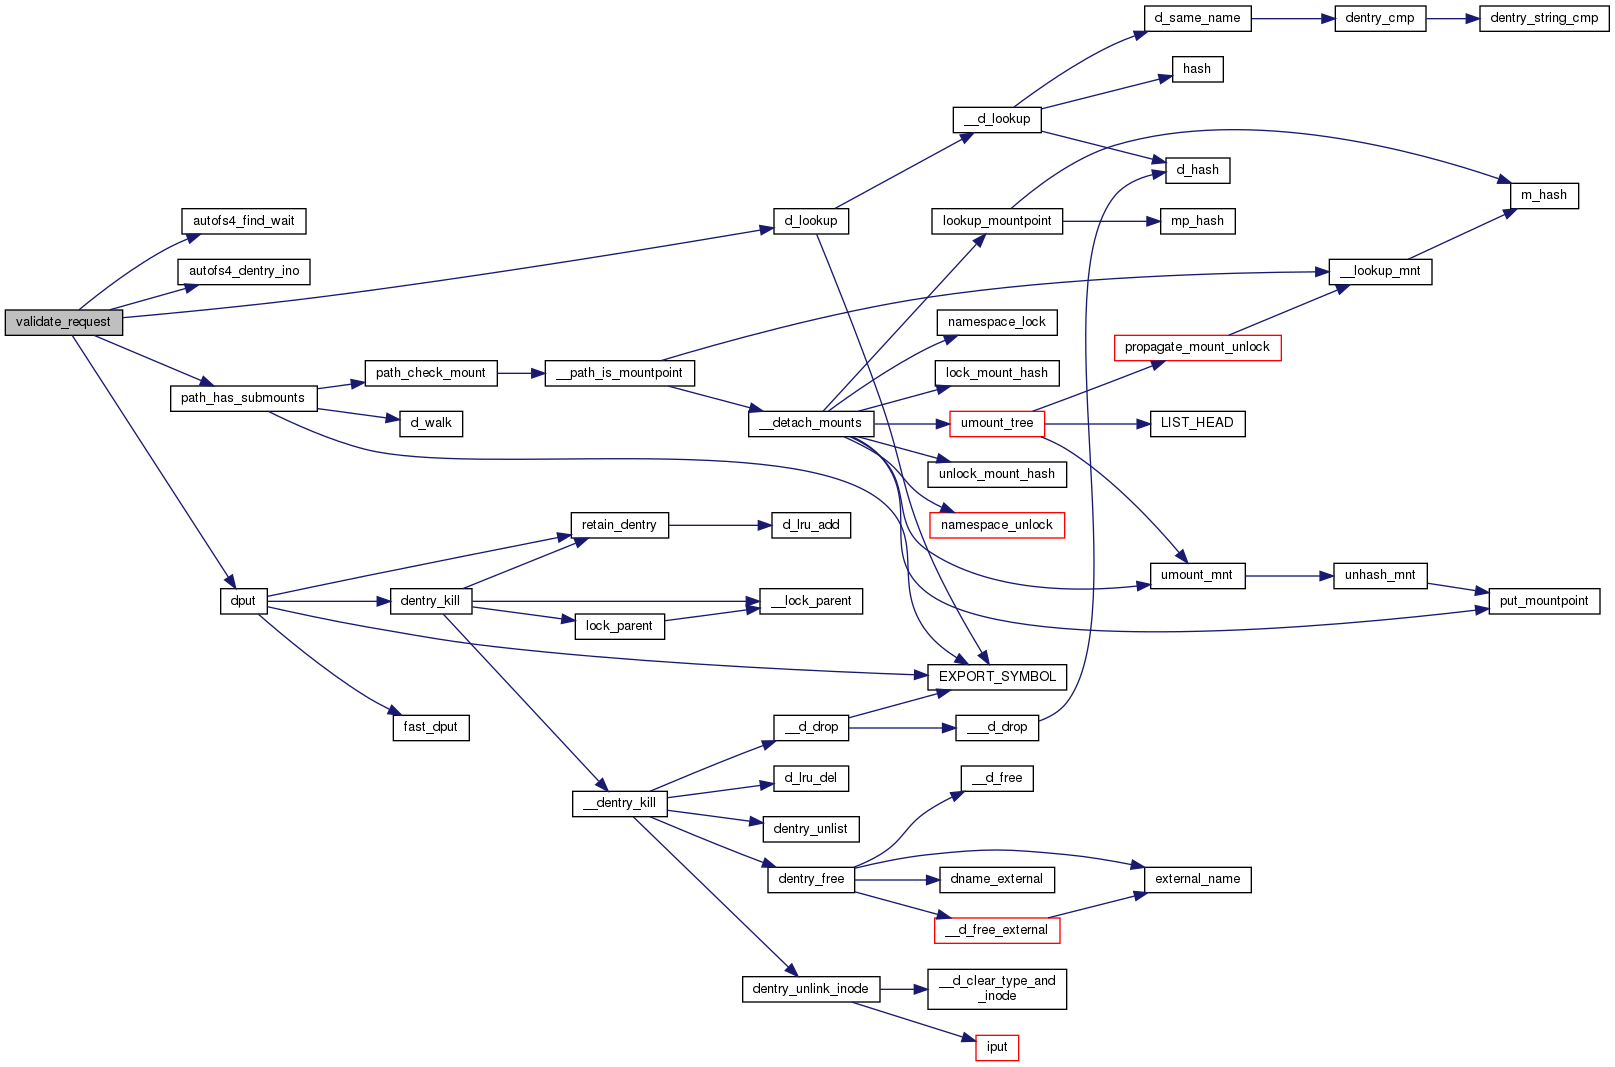 d_same_name
dentry_cmp
dentry_string_cmp
hash
__d_lookup
d_hash
m_hash
autofs4_find_wait
d_lookup
lookup_mountpoint
mp_hash
autofs4_dentry_ino
__lookup_mnt
validate_request
namespace_lock
propagate_mount_unlock
path_check_mount
__path_is_mountpoint
lock_mount_hash
path_has_submounts
d_walk
__detach_mounts
umount_tree
LIST_HEAD
unlock_mount_hash
retain_dentry
d_lru_add
namespace_unlock
umount_mnt
unhash_mnt
dput
dentry_kill
__lock_parent
put_mountpoint
lock_parent
EXPORT_SYMBOL
fast_dput
__d_drop
___d_drop
d_lru_del
__d_free
__dentry_kill
dentry_unlist
dentry_free
dname_external
external_name
__d_free_external
dentry_unlink_inode
__d_clear_type_and
_inode
iput